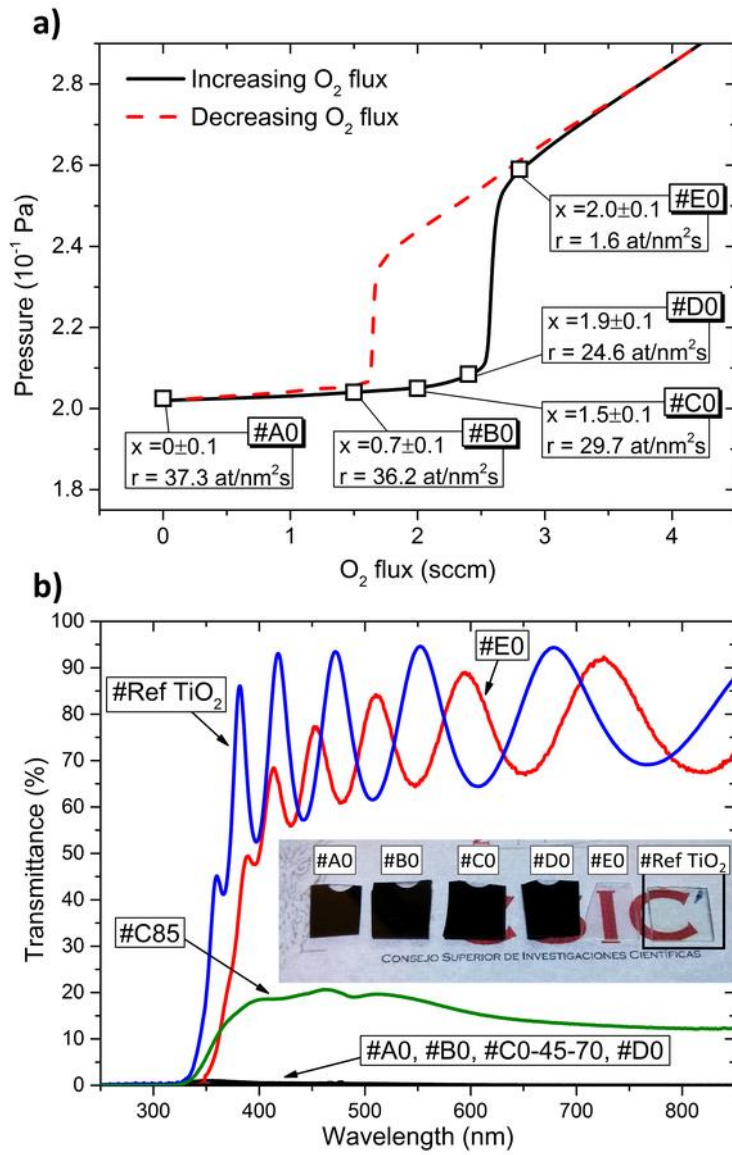 a)
Increasing O₂ flux
Decreasing O₂ flux
Pressure (10⁻¹ Pa)
2.8
2.6
2.4
2.2
2.0
1.8
#E0
x =2.0±0.1
r = 1.6 at/nm²s
#D0
x =1.9±0.1
r = 24.6 at/nm²s
#C0
x =1.5±0.1
r = 29.7 at/nm²s
#A0
x =0±0.1
r = 37.3 at/nm²s
#B0
x =0.7±0.1
r = 36.2 at/nm²s
0 1 2 3 4
O₂ flux (sccm)
b)
Transmittance (%)
100
90
80
70
60
50
40
30
20
10
0
#E0
#Ref TiO₂
#A0 #B0 #C0 #D0 #E0 #Ref TiO₂
CSIC
CONSEJO SUPERIOR DE INVESTIGACIONES CIENTÍFICAS
#C85
#A0, #B0, #C0-45-70, #D0
300 400 500 600 700 800
Wavelength (nm)